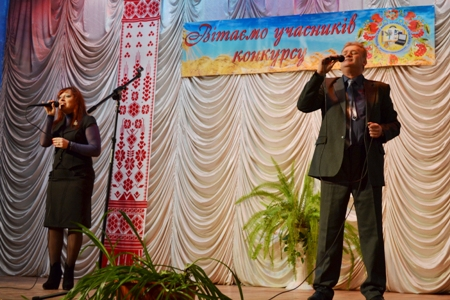 Вітаємо учасників
конкурсу